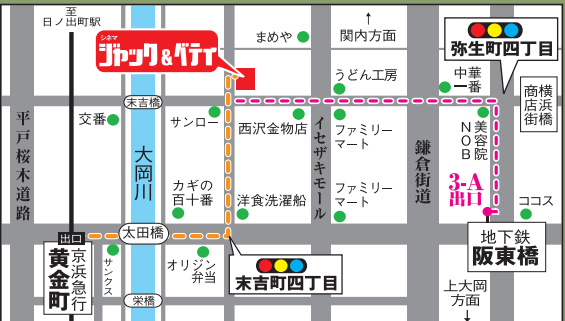 至
日ノ出町駅
シネマ
ジャック&ベティ
まめや
↑
関内方面
弥生町四丁目
うどん工房
中華
一番
横浜橋
商店街
末吉橋
交番
サンロー
西沢金物店
ファミリー
マート
美容院
NOB
平戸桜木道路
大岡川
イセザキモール
鎌倉街道
カギの
百十番
洋食洗濯船
ファミリー
マート
3-A
出口
ココス
太田橋
出口
京浜急行
黄金町
サンクス
オリジン
弁当
末吉町四丁目
地下鉄
阪東橋
上大岡
方面
↓
栄橋